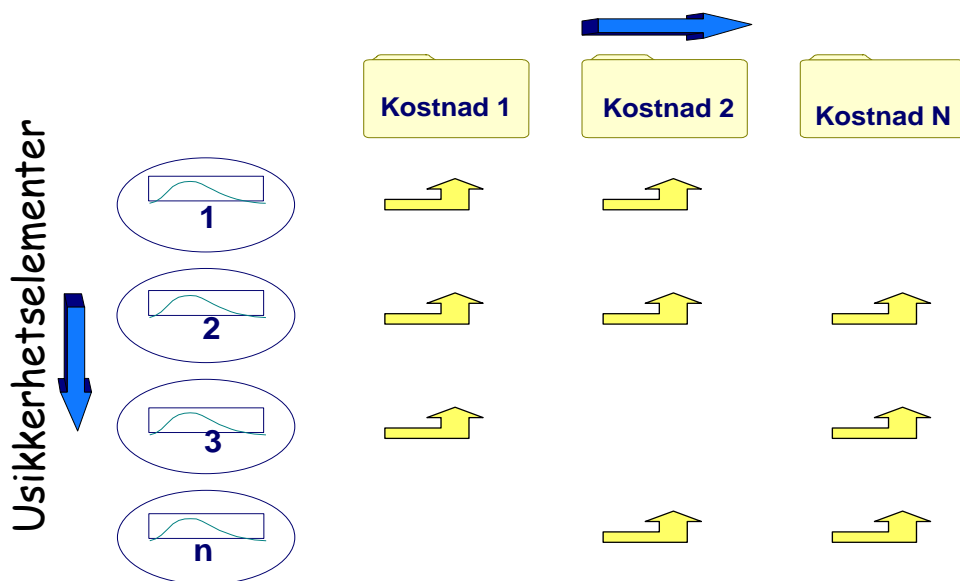 Kostnad 1
Kostnad 2
Kostnad N
Usikkerhetselementer
1
2
3
n